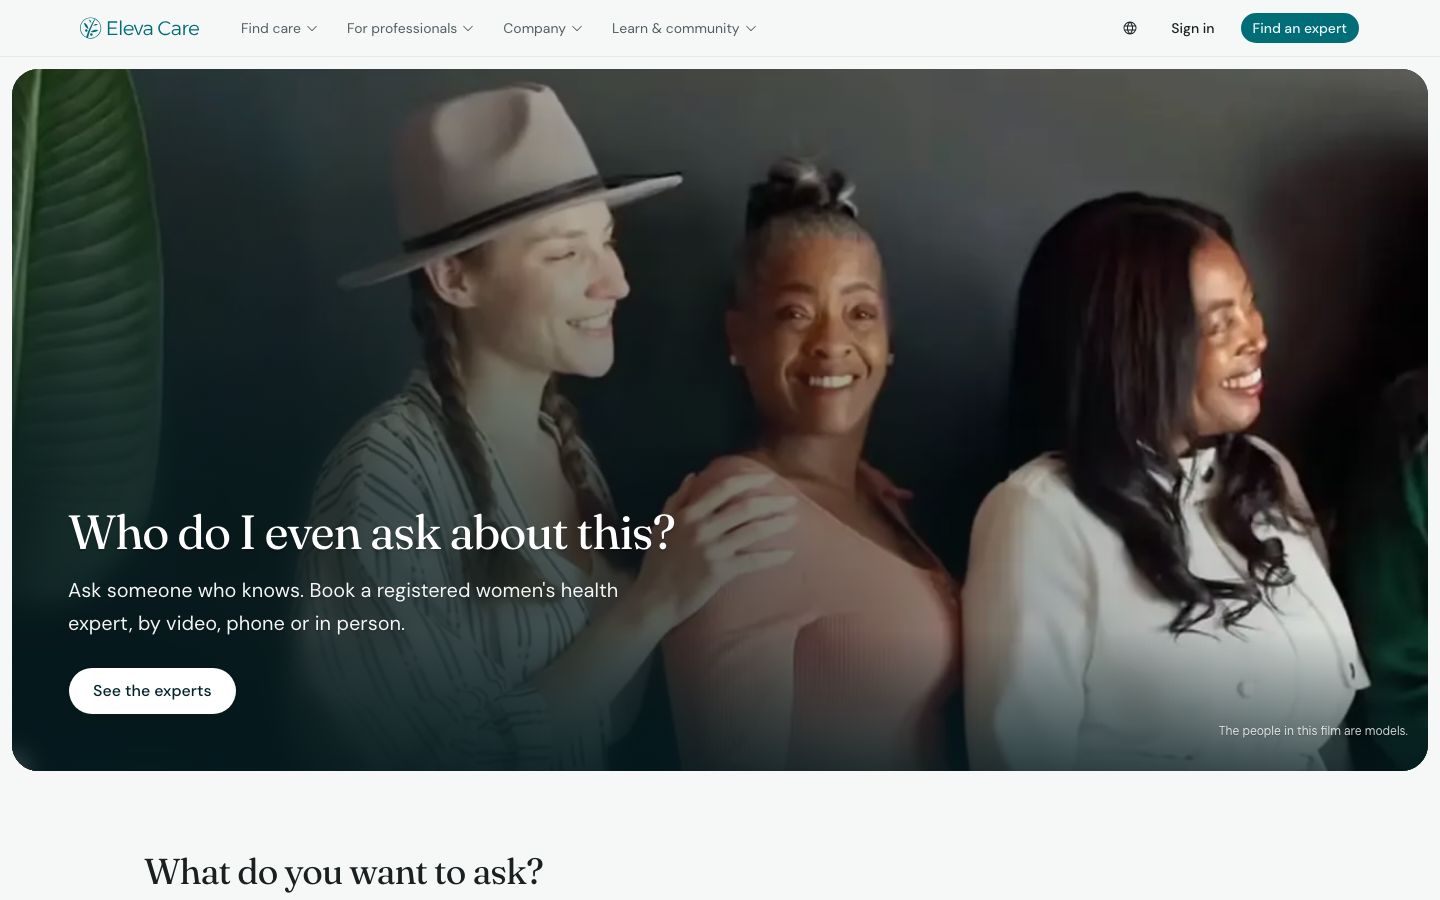 Eleva Care
Find care
For professionals
Company
Learn & community
Sign in
Find an expert
Who do I even ask about this?
Ask someone who knows. Book a registered women's health
expert, by video, phone or in person.
See the experts
The people in this film are models.
What do you want to ask?